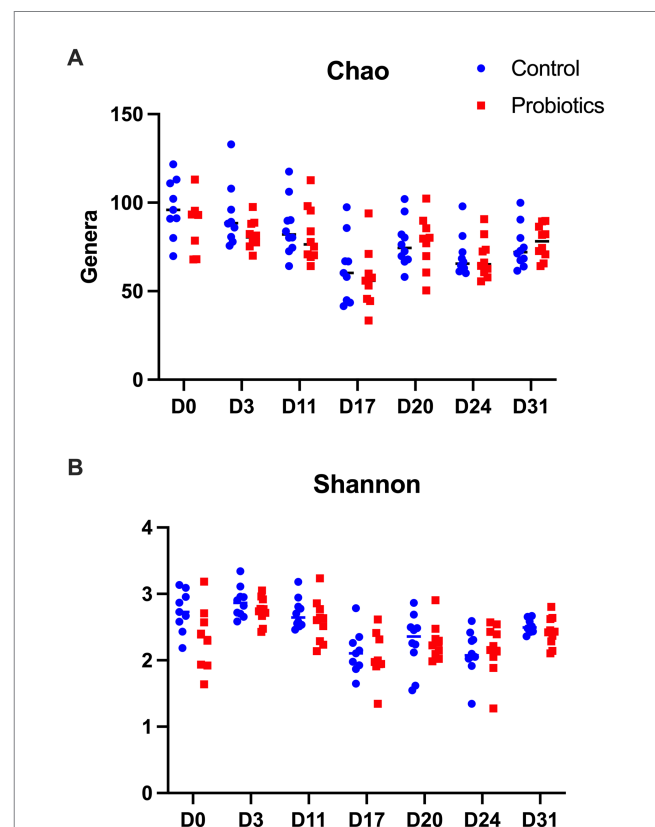 A
Chao
Control
Probiotics
Genera
150
100
50
0
D0 D3 D11 D17 D20 D24 D31
B
Shannon
4
3
2
1
0
D0 D3 D11 D17 D20 D24 D31